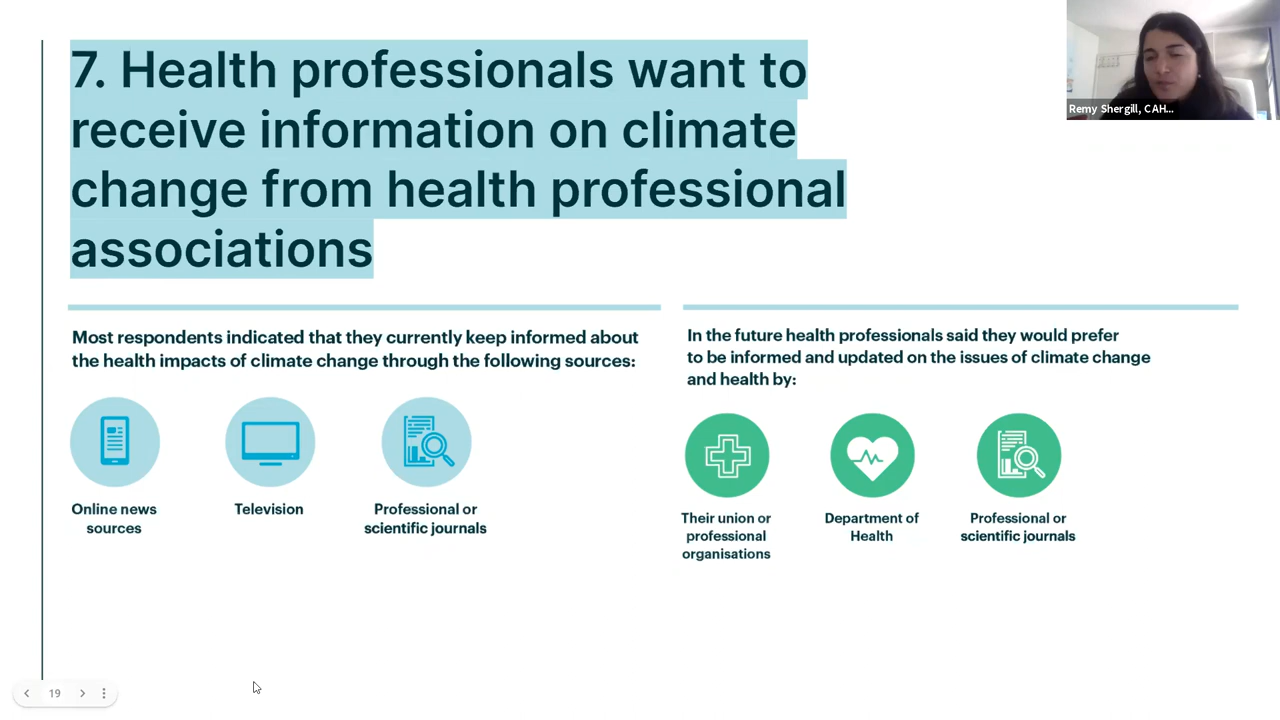 7. Health professionals want to
receive information on climate
change from health professional
associations
Remy Shergill, CAH...
Most respondents indicated that they currently keep informed about
the health impacts of climate change through the following sources:
Online news
sources
Television
Professional or
scientific journals
In the future health professionals said they would prefer
to be informed and updated on the issues of climate change
and health by:
Their union or
professional
organisations
Department of
Health
Professional or
scientific journals
19